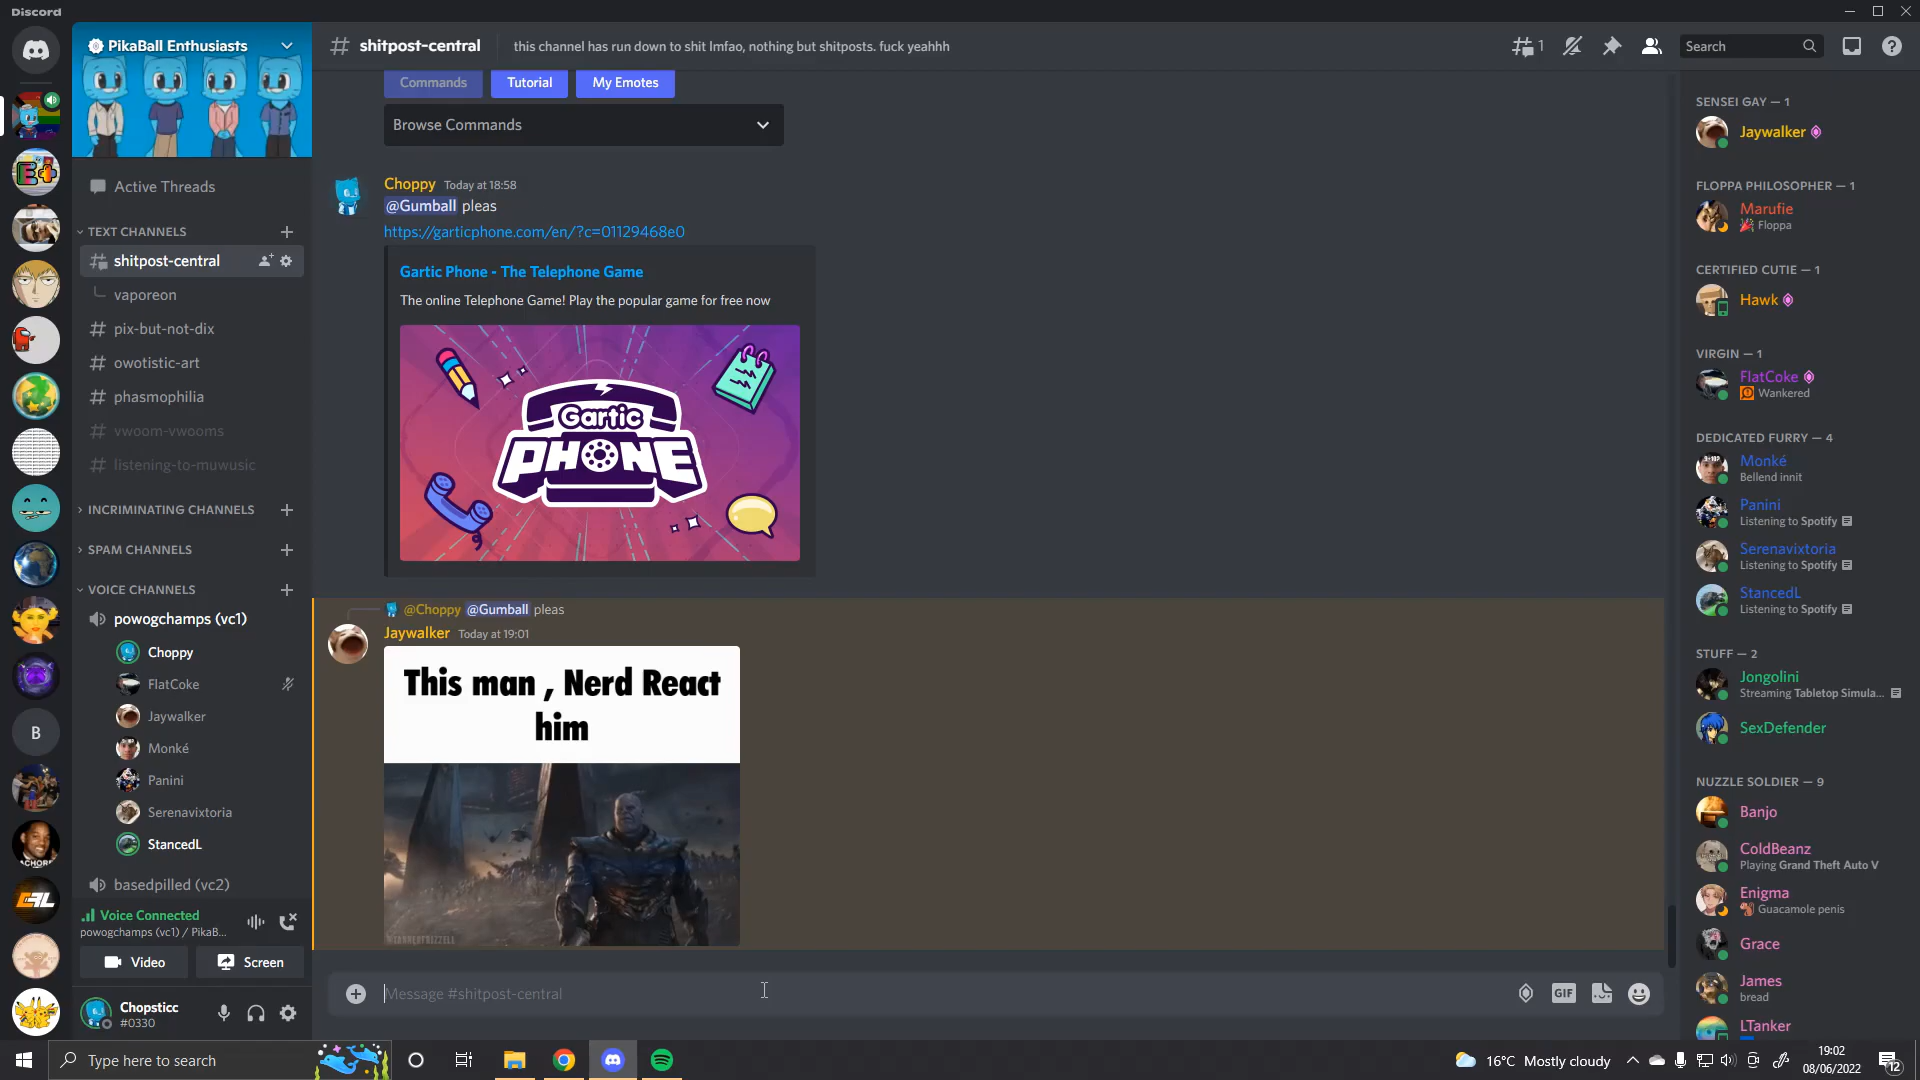 Discord
PikaBall Enthusiasts
Active Threads
TEXT CHANNELS
shitpost-central
vaporeon
pix-but-not-dix
owotistic-art
phasmophilia
vwoom-vwooms
listening-to-muwusic
INCRIMINATING CHANNELS
SPAM CHANNELS
VOICE CHANNELS
powogchamps (vc1)
Choppy
FlatCoke
Jaywalker
Monké
Panini
Serenavixtoria
StancedL
basedpilled (vc2)
Voice Connected
powogchamps (vc1) / PikaB...
Video
Screen
Chopsticc
#0330
B
ACHOR
shitpost-central
this channel has run down to shit lmfao, nothing but shitposts. fuck yeahhh
1
Search
Commands
Tutorial
My Emotes
Browse Commands
Choppy Today at 18:58
@Gumball pleas
https://garticphone.com/en/?c=01129468e0
Gartic Phone - The Telephone Game
The online Telephone Game! Play the popular game for free now
Gartic
PHONE
@Choppy @Gumball pleas
Jaywalker Today at 19:01
This man , Nerd React
him
Message #shitpost-central
GIF
SENSEI GAY — 1
Jaywalker
FLOPPA PHILOSOPHER — 1
Marufie
Floppa
CERTIFIED CUTIE — 1
Hawk
VIRGIN — 1
FlatCoke
Wankered
DEDICATED FURRY — 4
Monké
Bellend innit
Panini
Listening to Spotify
Serenavixtoria
Listening to Spotify
StancedL
Listening to Spotify
STUFF — 2
Jongolini
Streaming Tabletop Simula...
SexDefender
NUZZLE SOLDIER — 9
Banjo
ColdBeanz
Playing Grand Theft Auto V
Enigma
Guacamole penis
Grace
James
bread
LTanker
Type here to search
16°C Mostly cloudy
19:02
08/06/2022
12